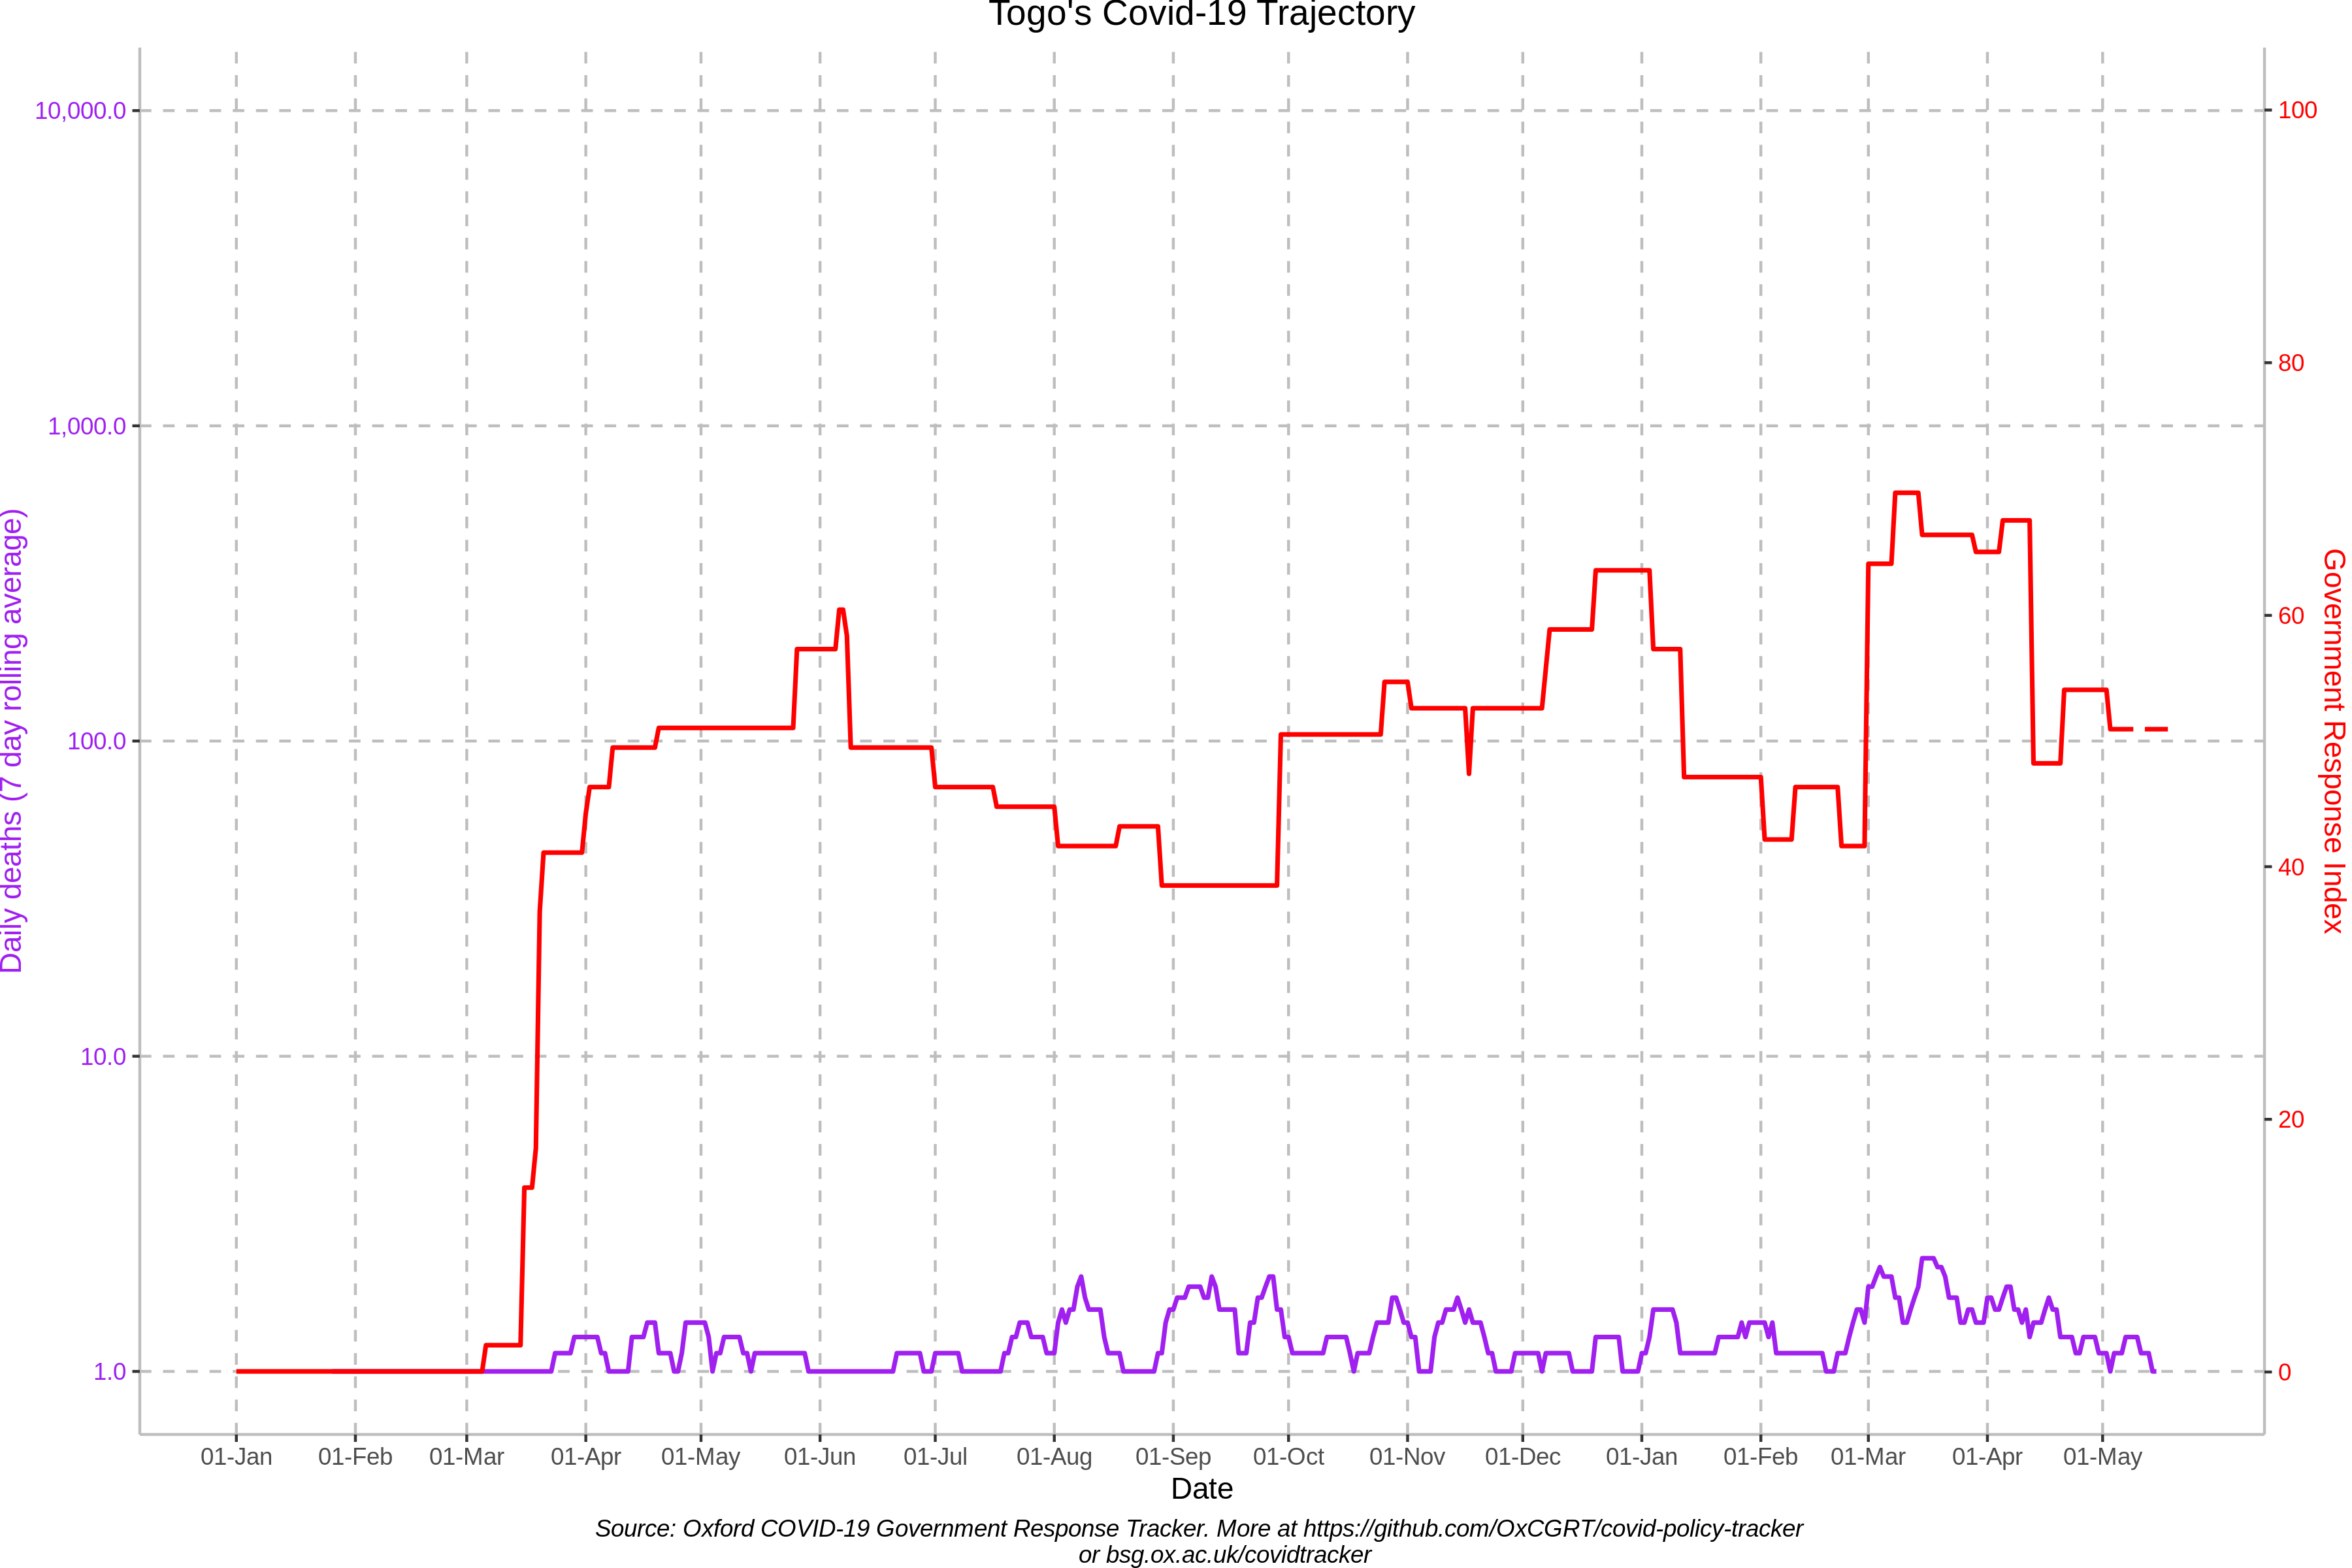 Togo's Covid-19 Trajectory
10,000.0
1,000.0
100.0
10.0
1.0
Daily deaths (7 day rolling average)
100
80
60
40
20
0
Government Response Index
01-Jan 01-Feb 01-Mar 01-Apr 01-May 01-Jun 01-Jul 01-Aug 01-Sep 01-Oct 01-Nov 01-Dec 01-Jan 01-Feb 01-Mar 01-Apr 01-May
Date
Source: Oxford COVID-19 Government Response Tracker. More at https://github.com/OxCGRT/covid-policy-tracker
or bsg.ox.ac.uk/covidtracker